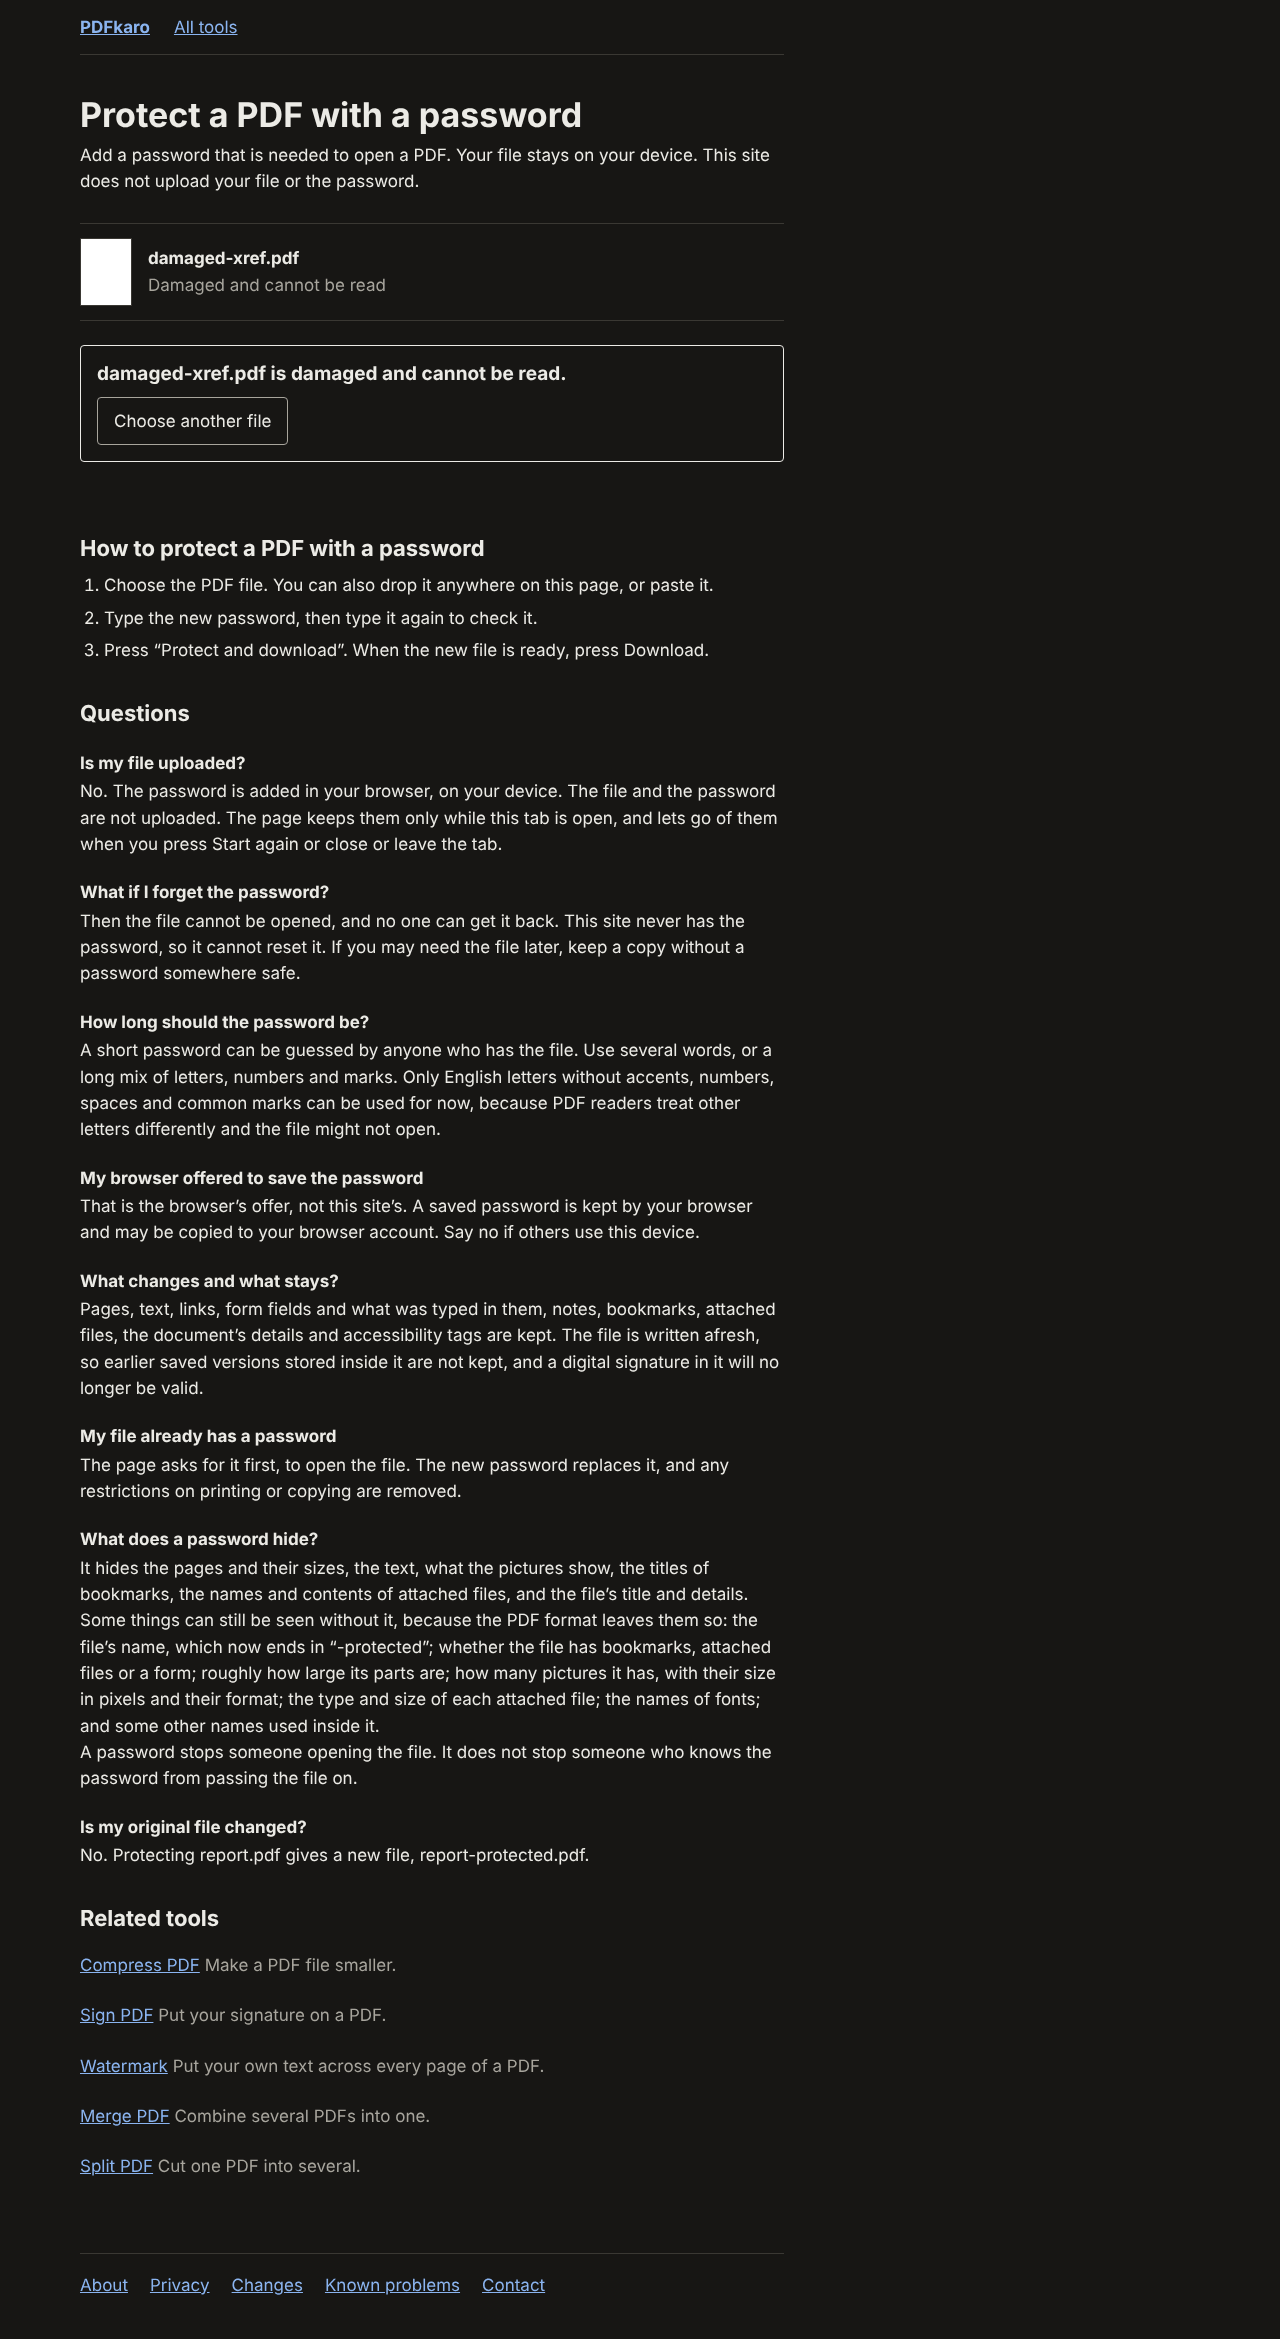 PDFkaro All tools
Protect a PDF with a password
Add a password that is needed to open a PDF. Your file stays on your device. This site
does not upload your file or the password.
damaged-xref.pdf
Damaged and cannot be read
damaged-xref.pdf is damaged and cannot be read.
Choose another file
How to protect a PDF with a password
1. Choose the PDF file. You can also drop it anywhere on this page, or paste it.
2. Type the new password, then type it again to check it.
3. Press “Protect and download”. When the new file is ready, press Download.
Questions
Is my file uploaded?
No. The password is added in your browser, on your device. The file and the password
are not uploaded. The page keeps them only while this tab is open, and lets go of them
when you press Start again or close or leave the tab.
What if I forget the password?
Then the file cannot be opened, and no one can get it back. This site never has the
password, so it cannot reset it. If you may need the file later, keep a copy without a
password somewhere safe.
How long should the password be?
A short password can be guessed by anyone who has the file. Use several words, or a
long mix of letters, numbers and marks. Only English letters without accents, numbers,
spaces and common marks can be used for now, because PDF readers treat other
letters differently and the file might not open.
My browser offered to save the password
That is the browser’s offer, not this site’s. A saved password is kept by your browser
and may be copied to your browser account. Say no if others use this device.
What changes and what stays?
Pages, text, links, form fields and what was typed in them, notes, bookmarks, attached
files, the document’s details and accessibility tags are kept. The file is written afresh,
so earlier saved versions stored inside it are not kept, and a digital signature in it will no
longer be valid.
My file already has a password
The page asks for it first, to open the file. The new password replaces it, and any
restrictions on printing or copying are removed.
What does a password hide?
It hides the pages and their sizes, the text, what the pictures show, the titles of
bookmarks, the names and contents of attached files, and the file’s title and details.
Some things can still be seen without it, because the PDF format leaves them so: the
file’s name, which now ends in “-protected”; whether the file has bookmarks, attached
files or a form; roughly how large its parts are; how many pictures it has, with their size
in pixels and their format; the type and size of each attached file; the names of fonts;
and some other names used inside it.
A password stops someone opening the file. It does not stop someone who knows the
password from passing the file on.
Is my original file changed?
No. Protecting report.pdf gives a new file, report-protected.pdf.
Related tools
Compress PDF Make a PDF file smaller.
Sign PDF Put your signature on a PDF.
Watermark Put your own text across every page of a PDF.
Merge PDF Combine several PDFs into one.
Split PDF Cut one PDF into several.
About Privacy Changes Known problems Contact